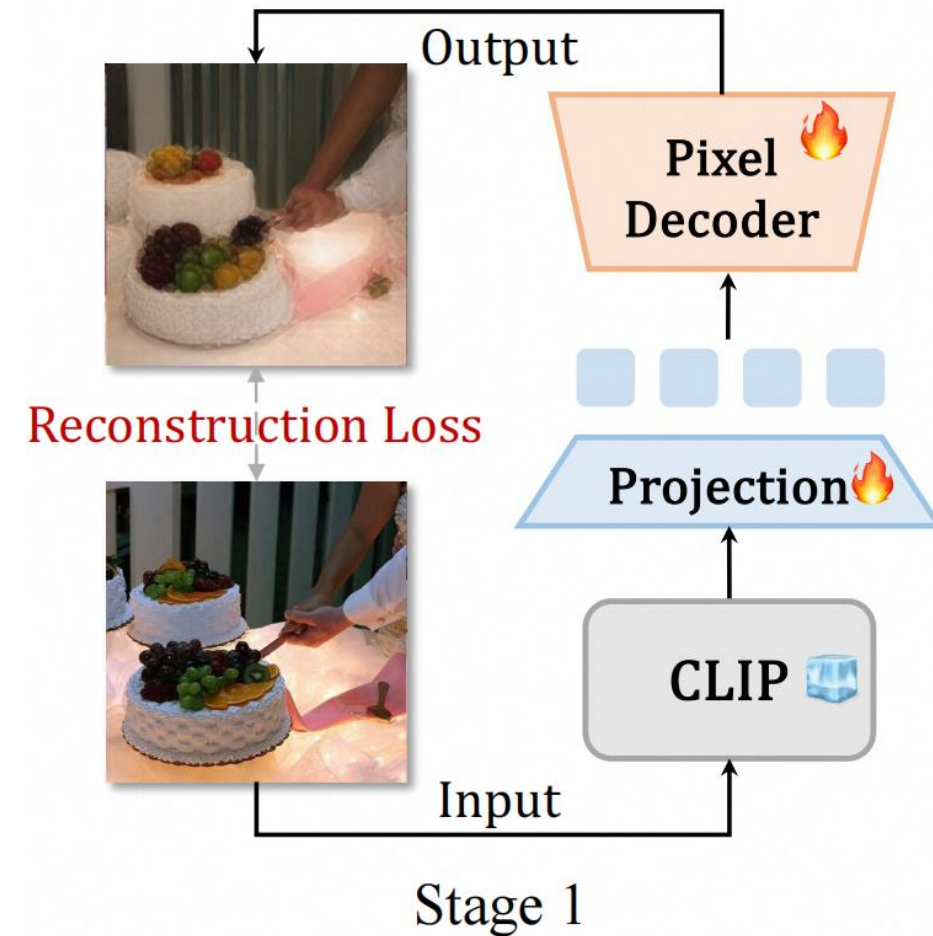 Output
Pixel
Decoder
Reconstruction Loss
Projection
CLIP
Input
Stage 1